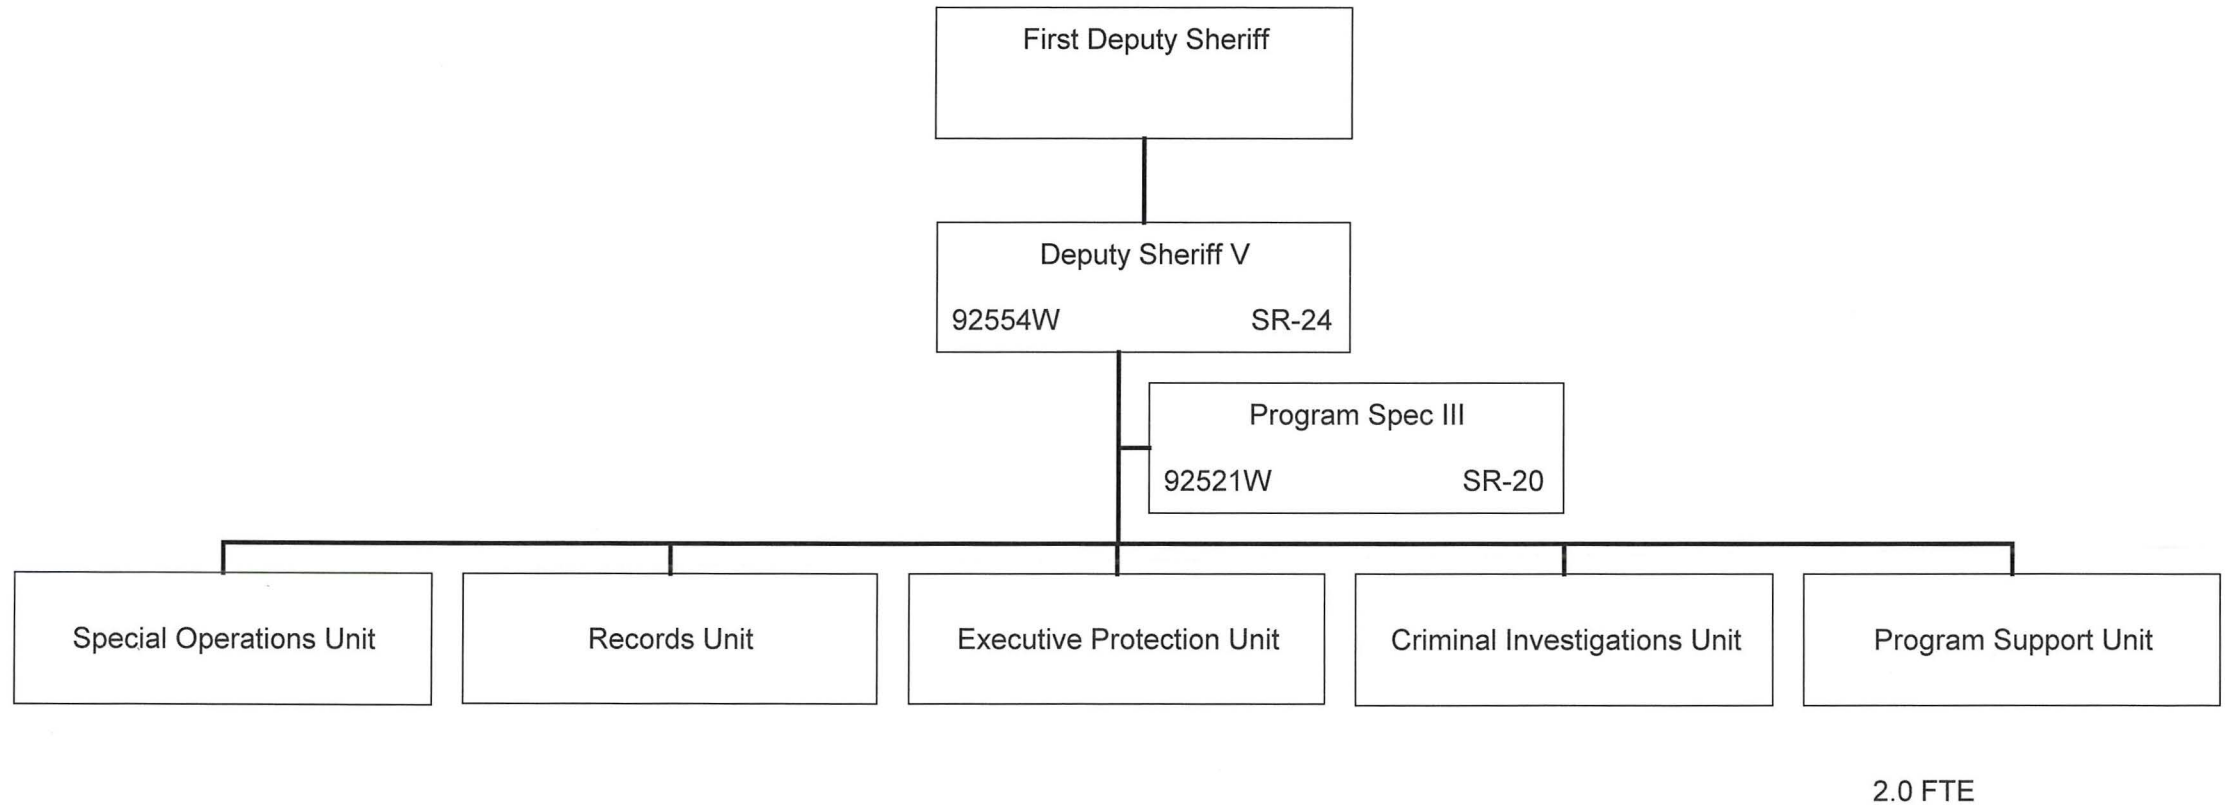 First Deputy Sheriff
Deputy Sheriff V
92554W SR-24
Program Spec III
92521W SR-20
Special Operations Unit
Records Unit
Executive Protection Unit
Criminal Investigations Unit
Program Support Unit
2.0 FTE